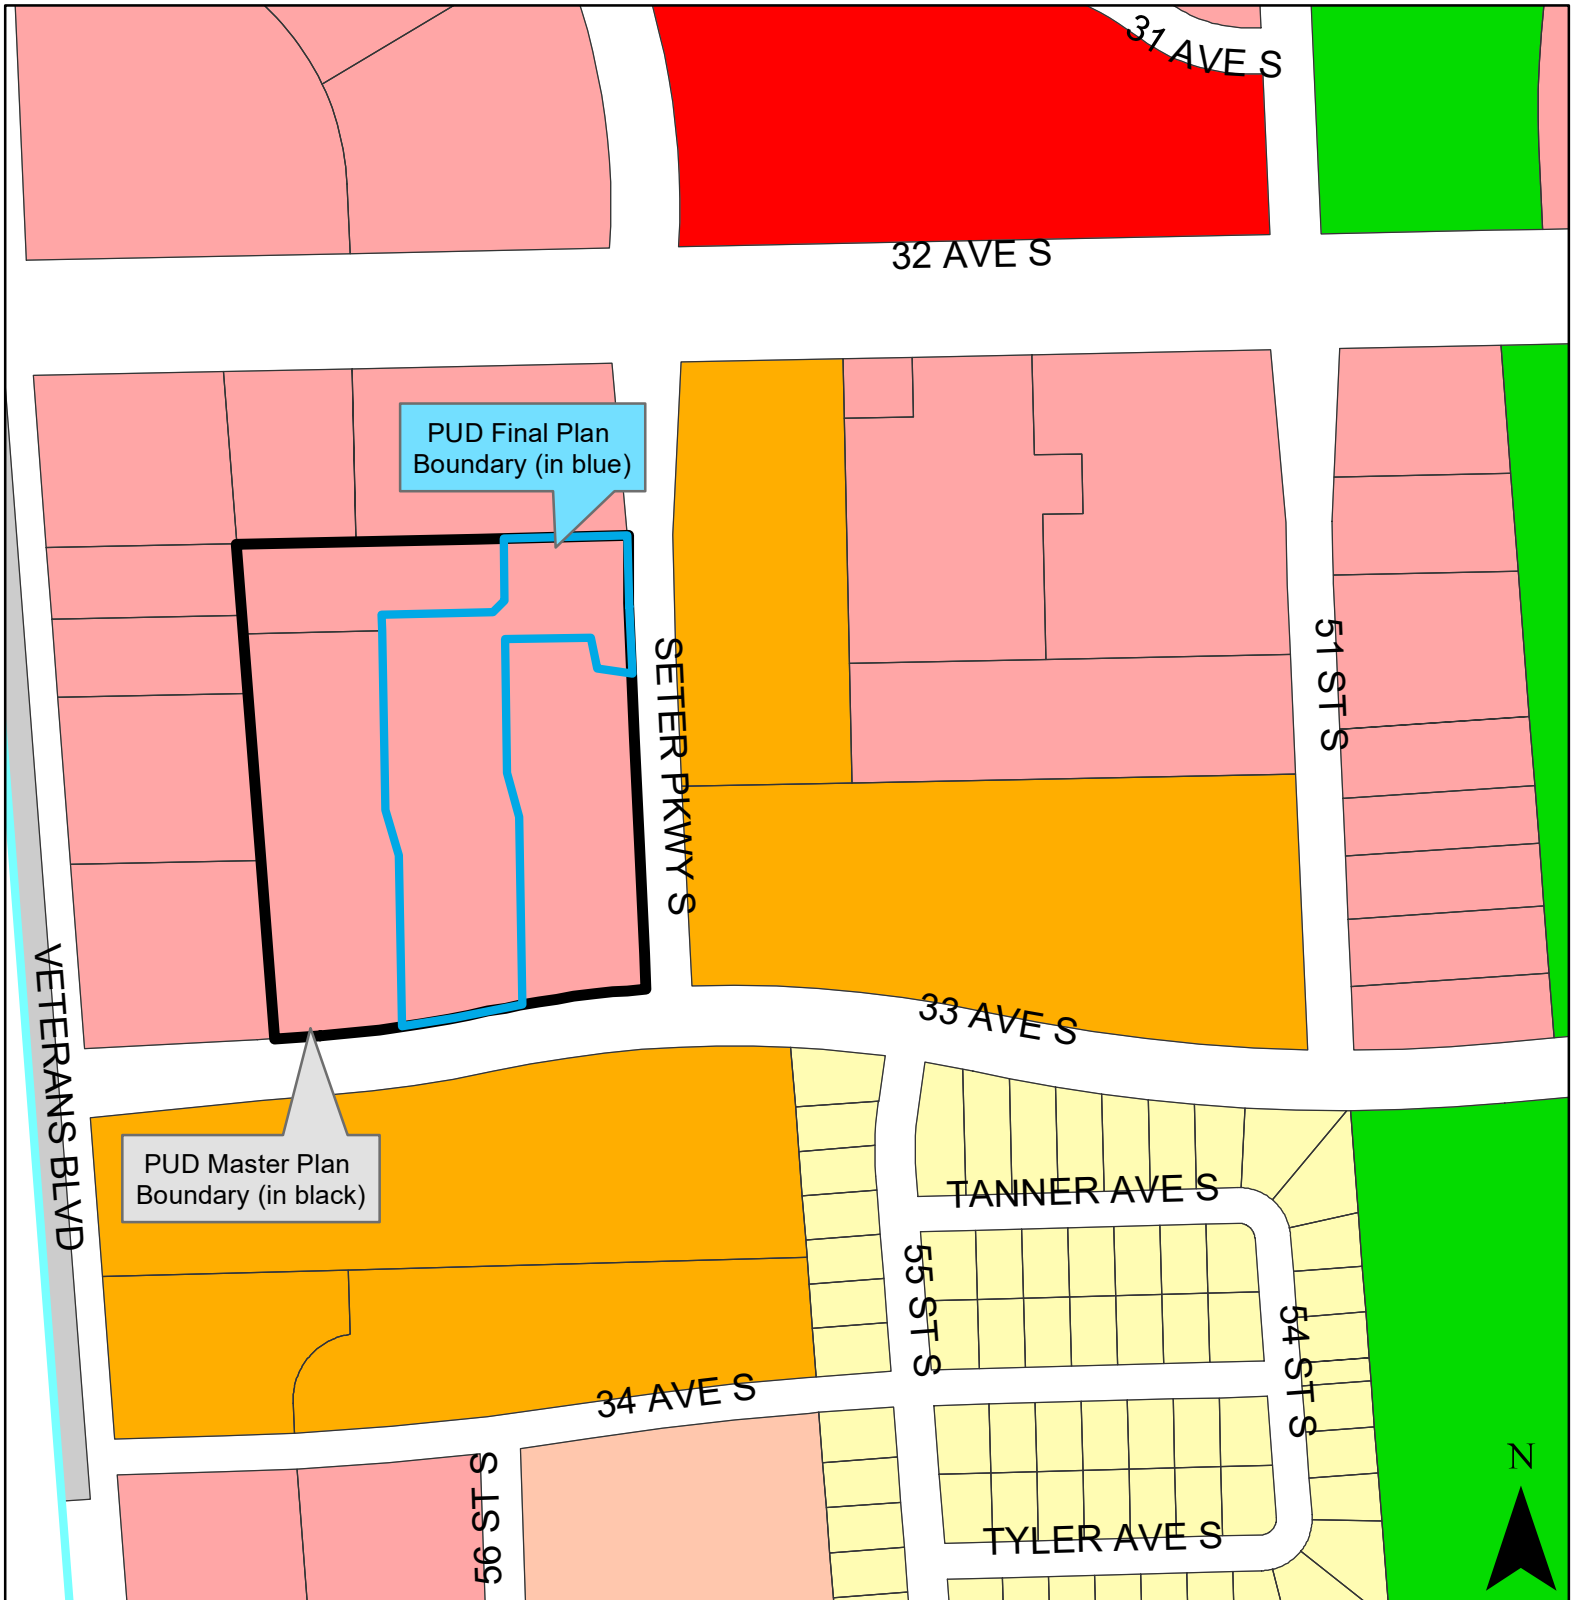 31 AVE S
32 AVE S
PUD Final Plan
Boundary (in blue)
51 ST S
SETER PKWY S
VETERANS BLVD
33 AVE S
PUD Master Plan
Boundary (in black)
TANNER AVE S
55 ST S
54 ST S
34 AVE S
56 ST S
N
TYLER AVE S